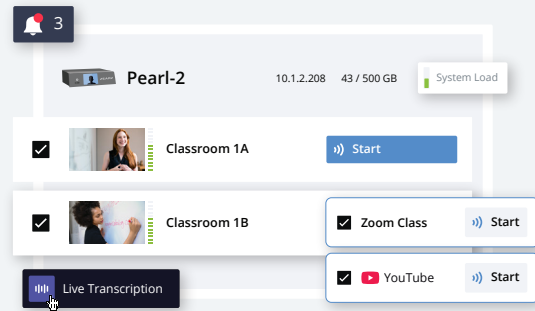 3
Pearl-2 10.1.2.208 43 / 500 GB System Load
Classroom 1A Start
Classroom 1B
Zoom Class Start
YouTube Start
Live Transcription